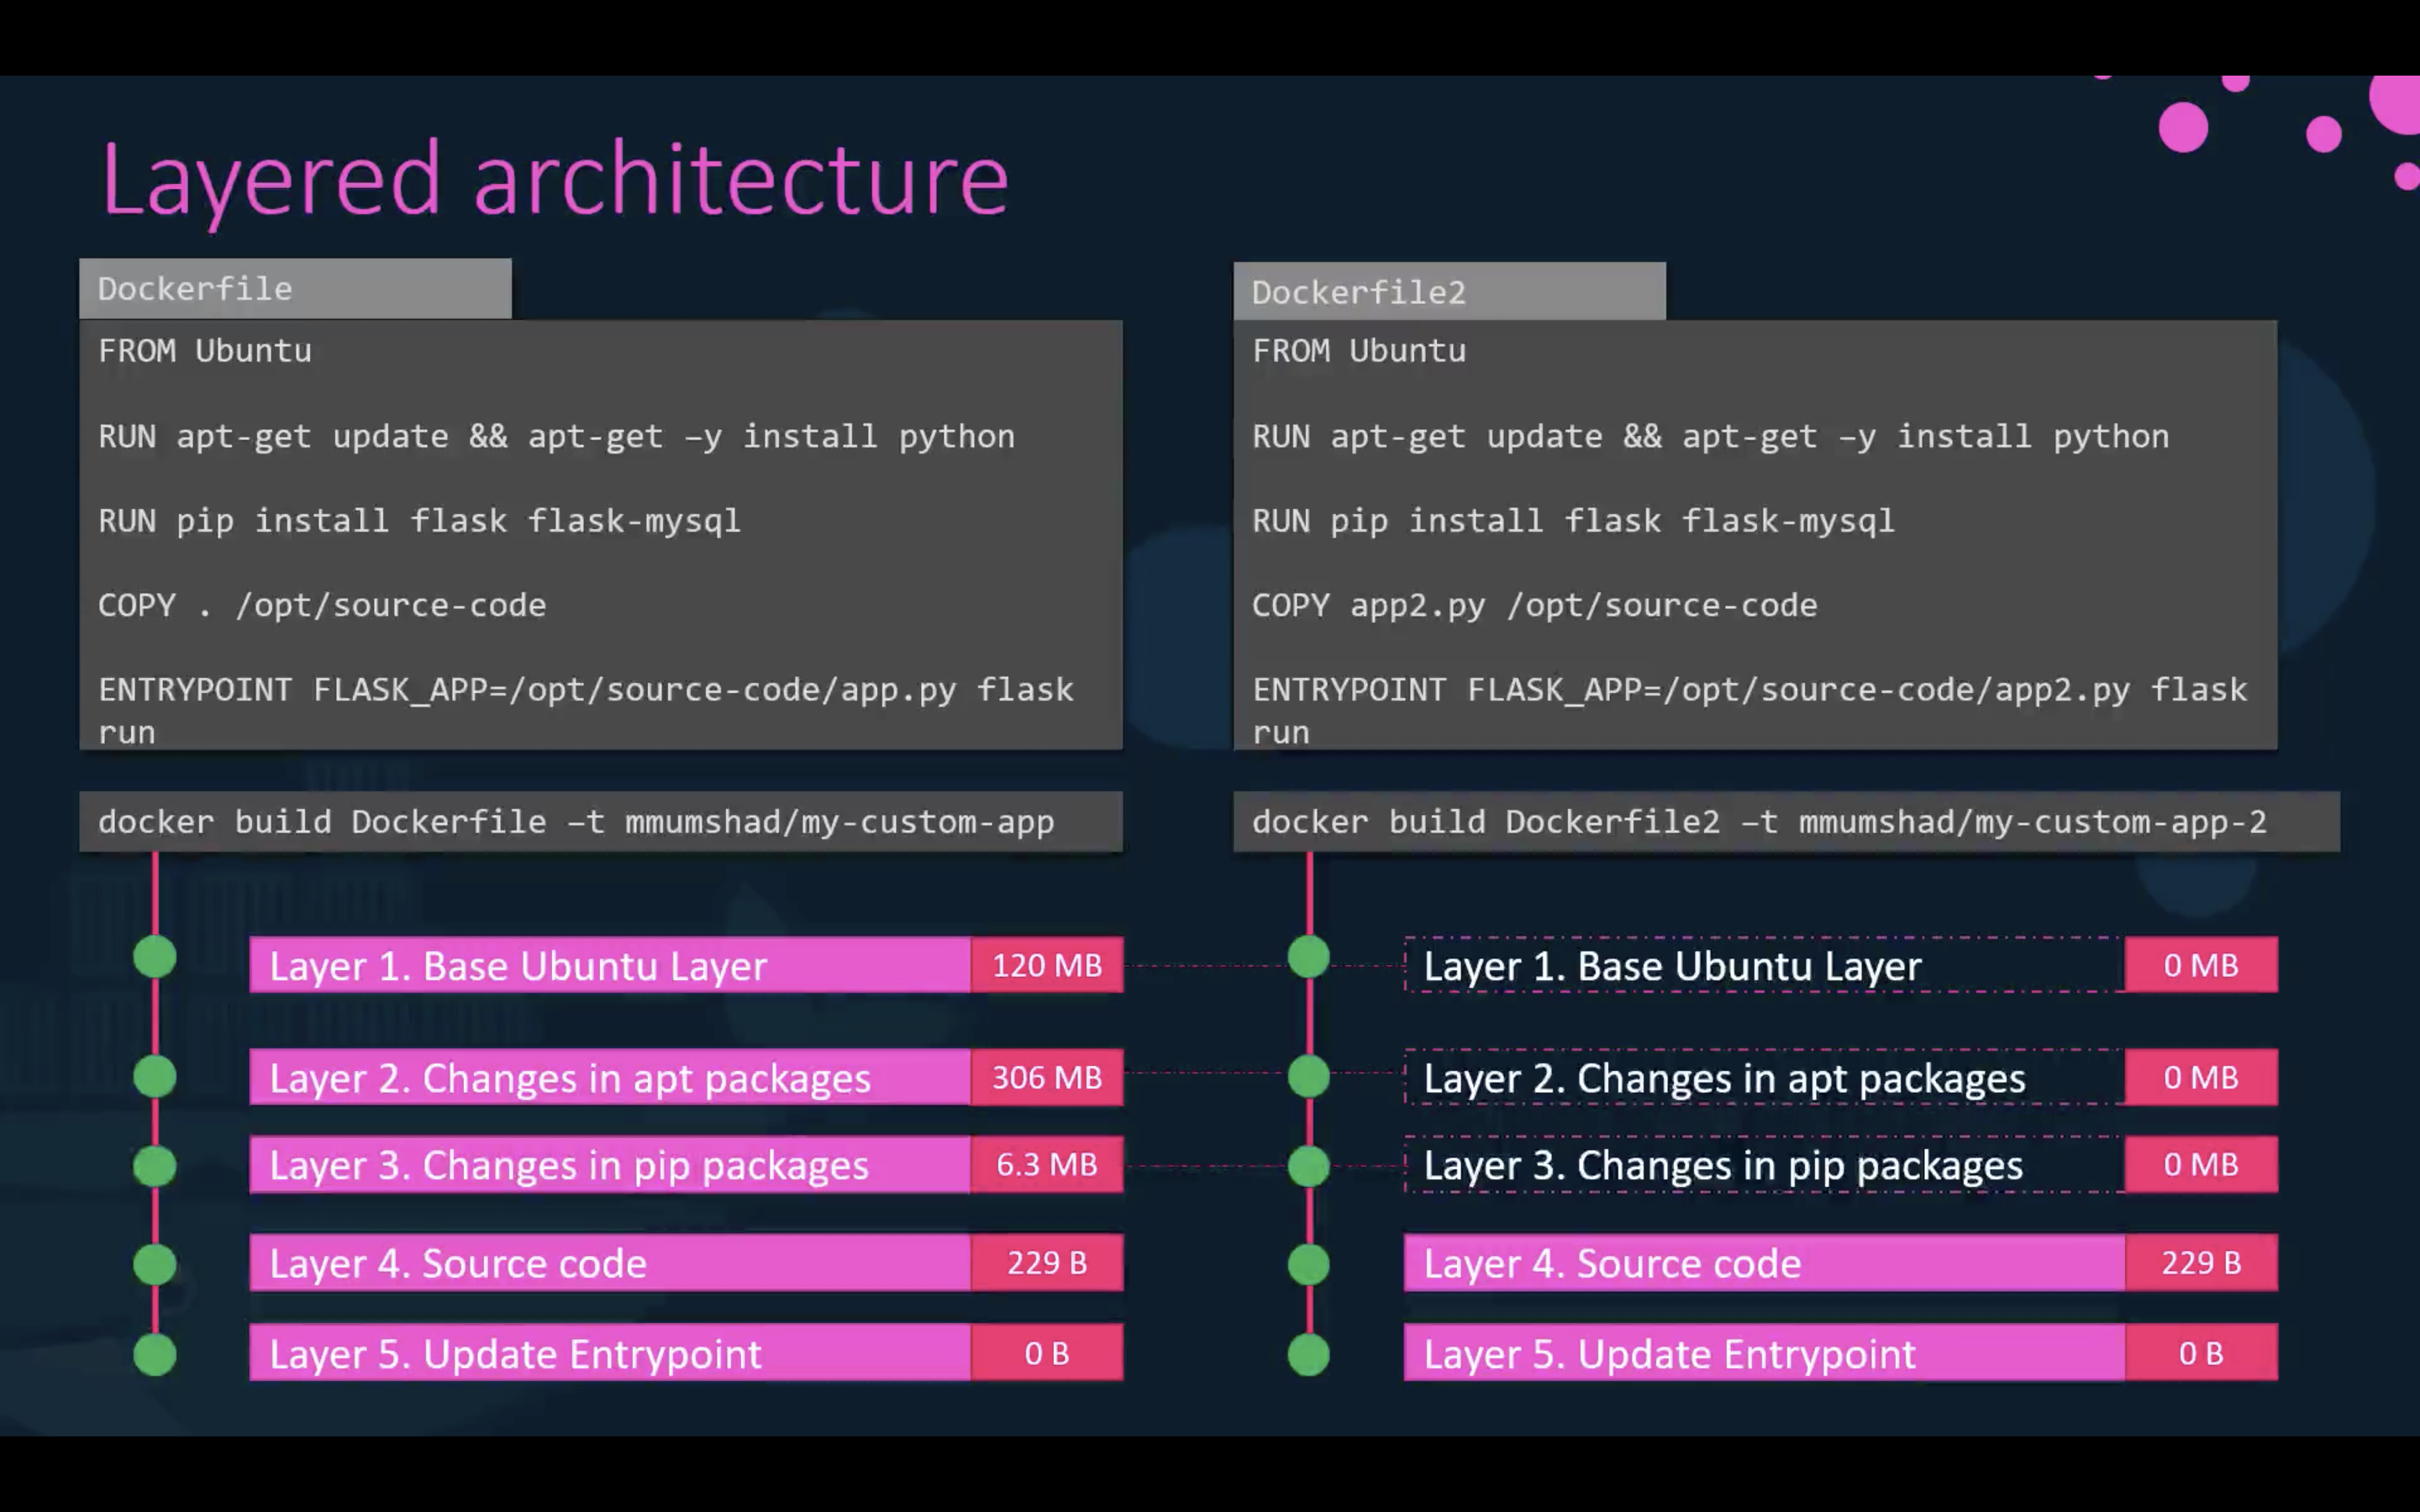 Layered architecture
Dockerfile
FROM Ubuntu
RUN apt-get update && apt-get –y install python
RUN pip install flask flask-mysql
COPY . /opt/source-code
ENTRYPOINT FLASK_APP=/opt/source-code/app.py flask
run
docker build Dockerfile –t mmumshad/my-custom-app
Layer 1. Base Ubuntu Layer 120 MB
Layer 2. Changes in apt packages 306 MB
Layer 3. Changes in pip packages 6.3 MB
Layer 4. Source code 229 B
Layer 5. Update Entrypoint 0 B
Dockerfile2
FROM Ubuntu
RUN apt-get update && apt-get –y install python
RUN pip install flask flask-mysql
COPY app2.py /opt/source-code
ENTRYPOINT FLASK_APP=/opt/source-code/app2.py flask
run
docker build Dockerfile2 –t mmumshad/my-custom-app-2
Layer 1. Base Ubuntu Layer 0 MB
Layer 2. Changes in apt packages 0 MB
Layer 3. Changes in pip packages 0 MB
Layer 4. Source code 229 B
Layer 5. Update Entrypoint 0 B